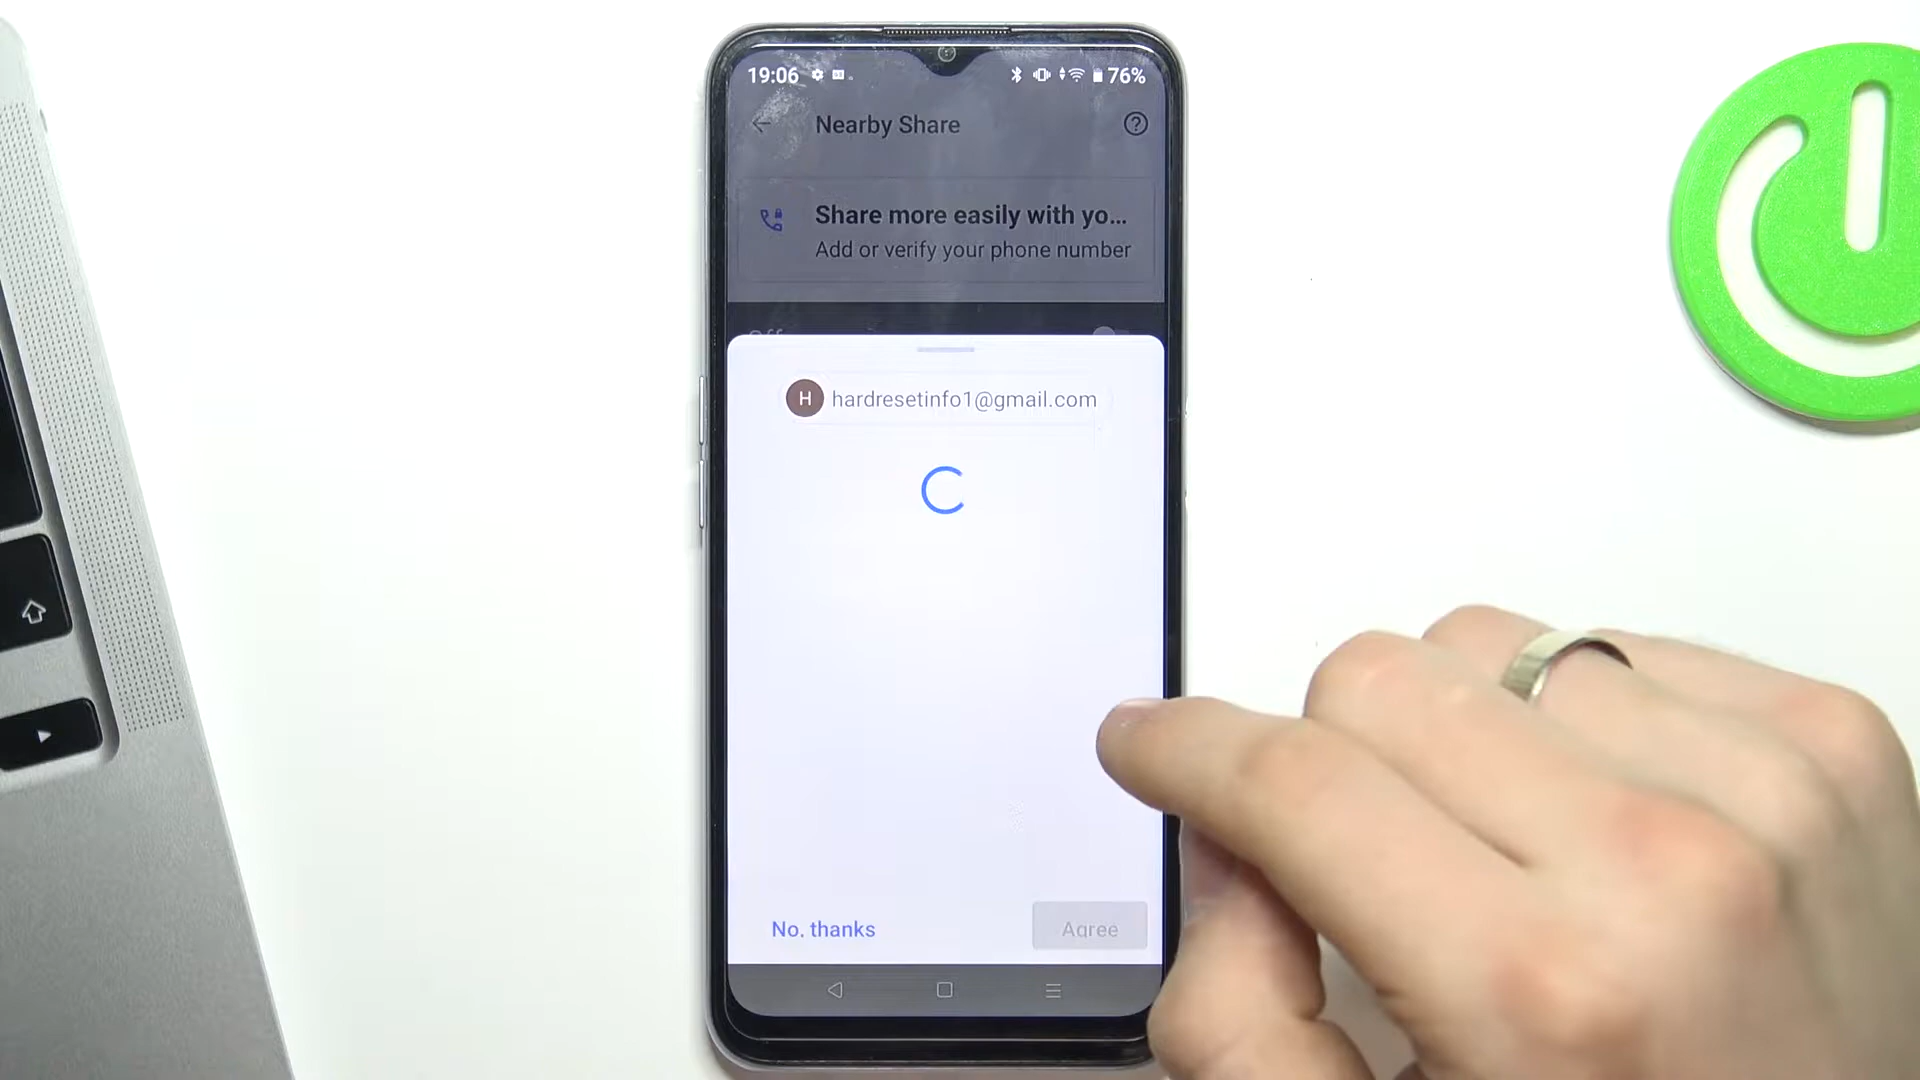 19:06 76%
Nearby Share
Share more easily with yo...
Add or verify your phone number
Off
H hardresetinfo1@gmail.com
No, thanks Agree